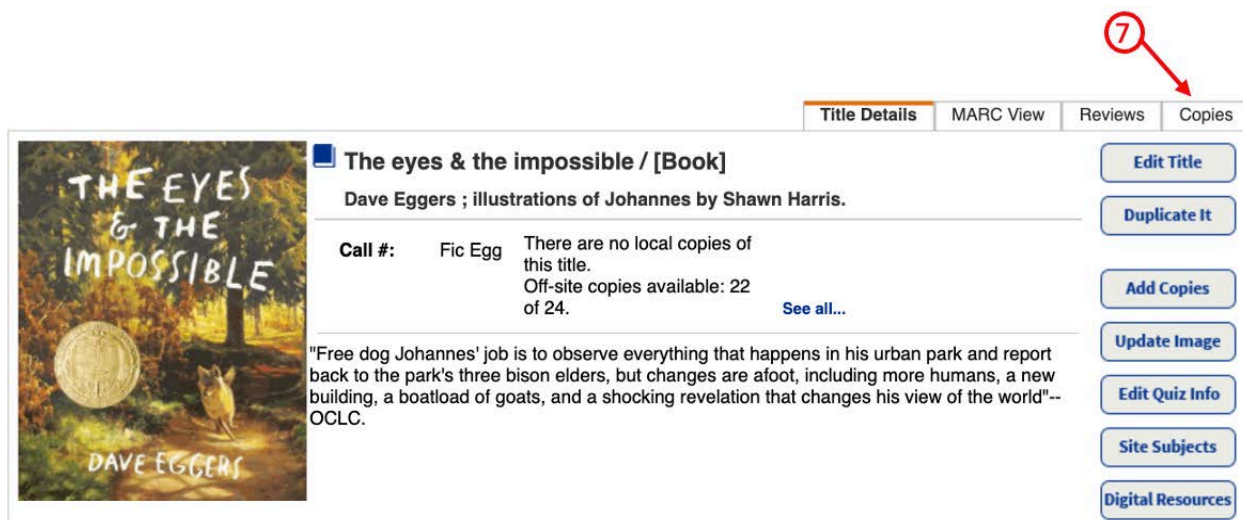 7
Title Details
MARC View
Reviews
Copies
THE EYES
& THE
IMPOSSIBLE
DAVE EGGERS
The eyes & the impossible / [Book]
Dave Eggers ; illustrations of Johannes by Shawn Harris.
Call #:
Fic Egg
There are no local copies of
this title.
Off-site copies available: 22
of 24.
See all...
"Free dog Johannes' job is to observe everything that happens in his urban park and report
back to the park's three bison elders, but changes are afoot, including more humans, a new
building, a boatload of goats, and a shocking revelation that changes his view of the world"--
OCLC.
Edit Title
Duplicate It
Add Copies
Update Image
Edit Quiz Info
Site Subjects
Digital Resources